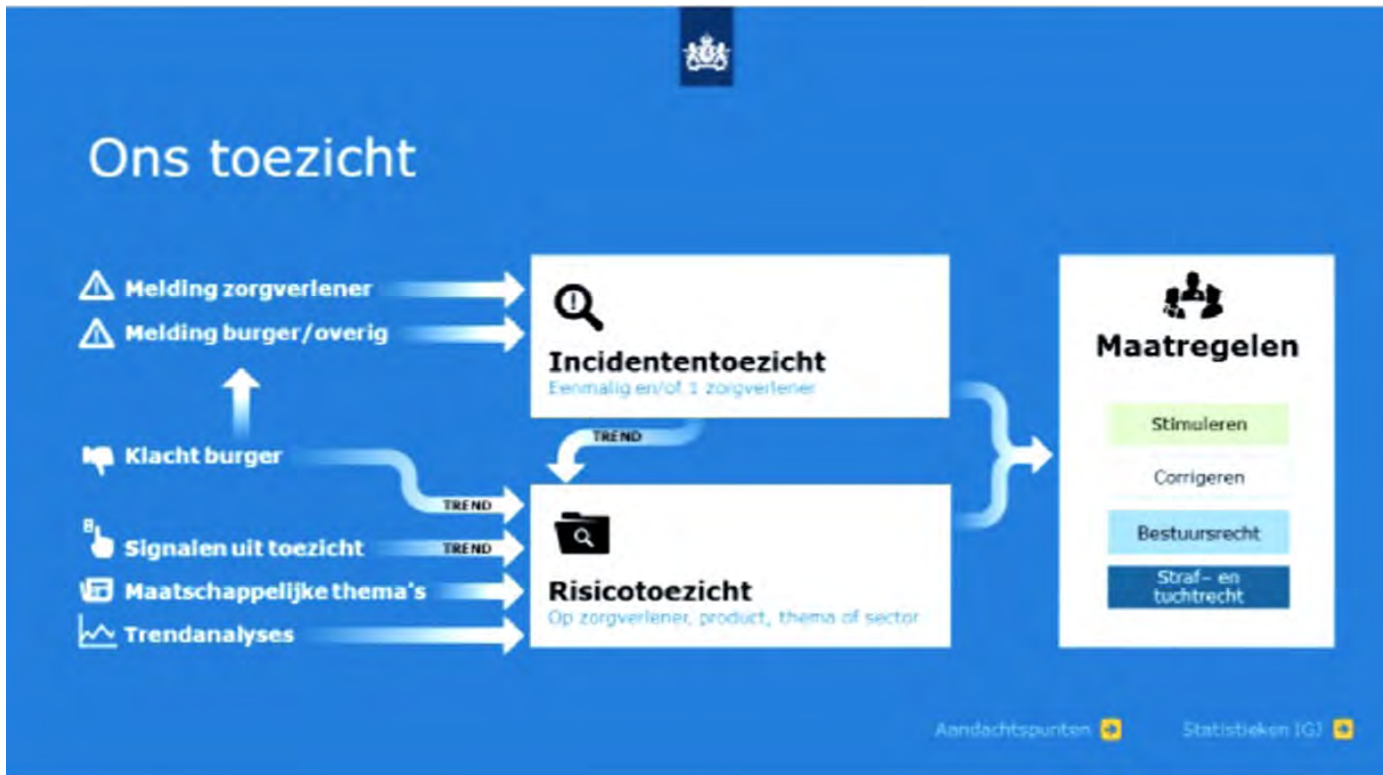 Ons toezicht
Melding zorgverlener
Melding burger/overig
Klacht burger
TREND
Signalen uit toezicht
TREND
Maatschappelijke thema's
Trendanalyses
Incidententoezicht
Eenmalig en/of 1 zorgverlener
TREND
Risicotoezicht
Op zorgverlener, product, thema of sector
Maatregelen
Stimuleren
Corrigeren
Bestuursrecht
Straf- en
tuchtrecht
Aandachtspunten
Statistieken IGJ